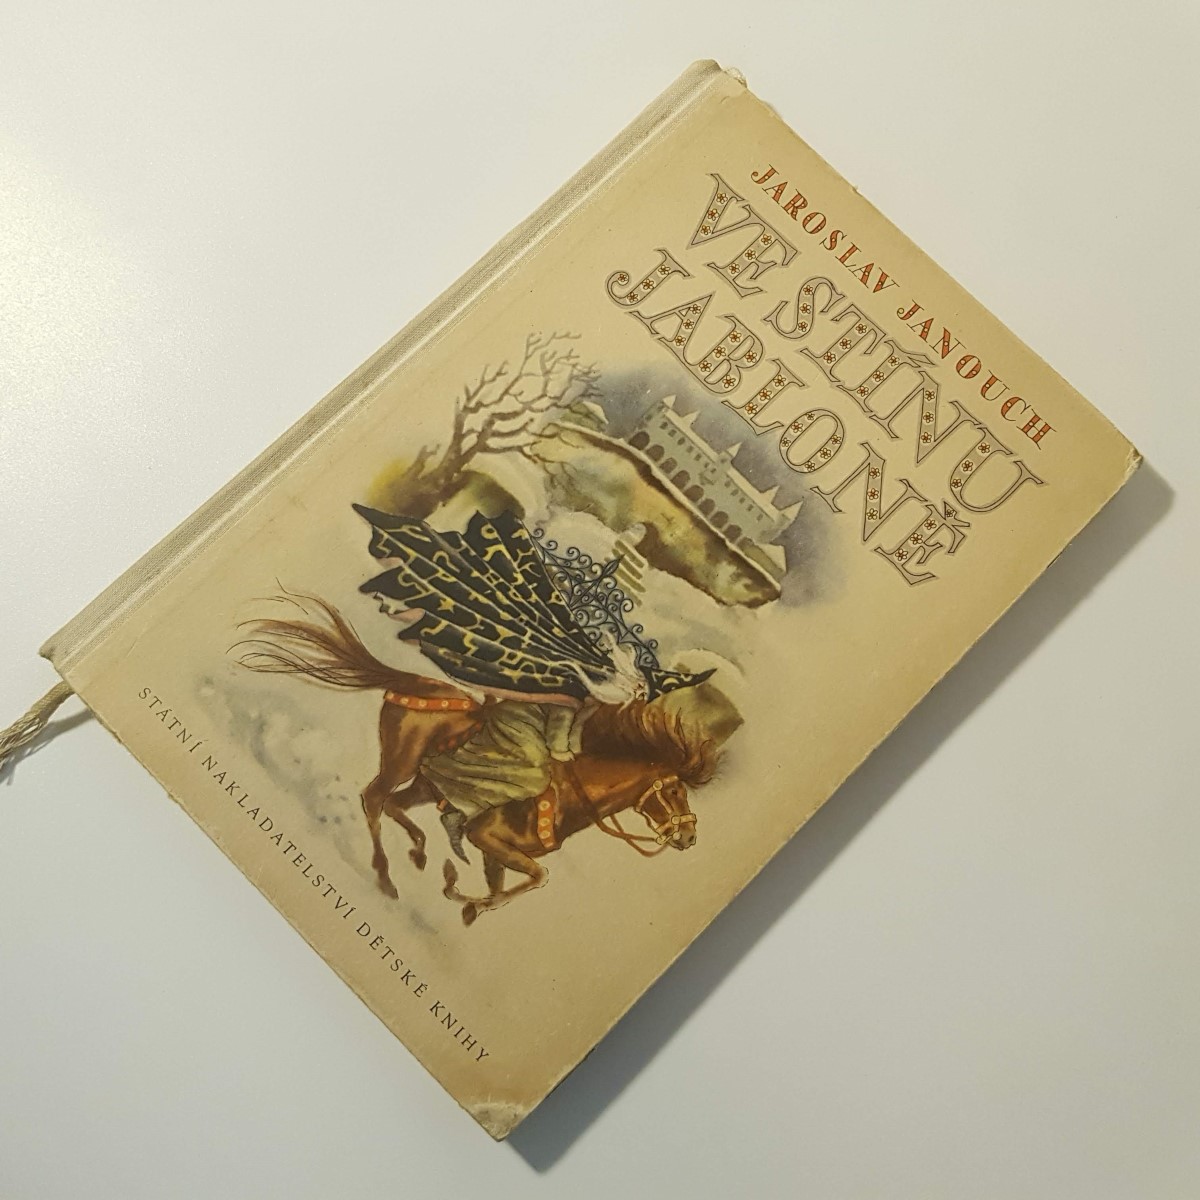 JAROSLAV JANOUCH
VE STÍNU
JABLONĚ
STÁTNÍ NAKLADATELSTVÍ DĚTSKÉ KNIHY